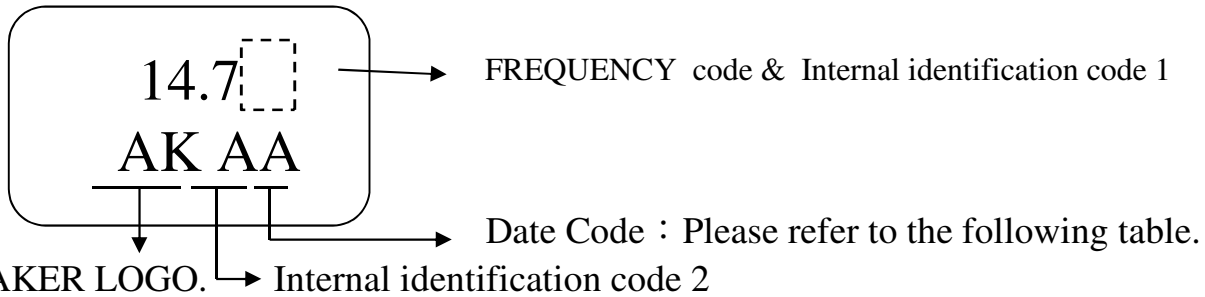 14.7
FREQUENCY code & Internal identification code 1
AK AA
Date Code：Please refer to the following table.
AKER LOGO.
Internal identification code 2